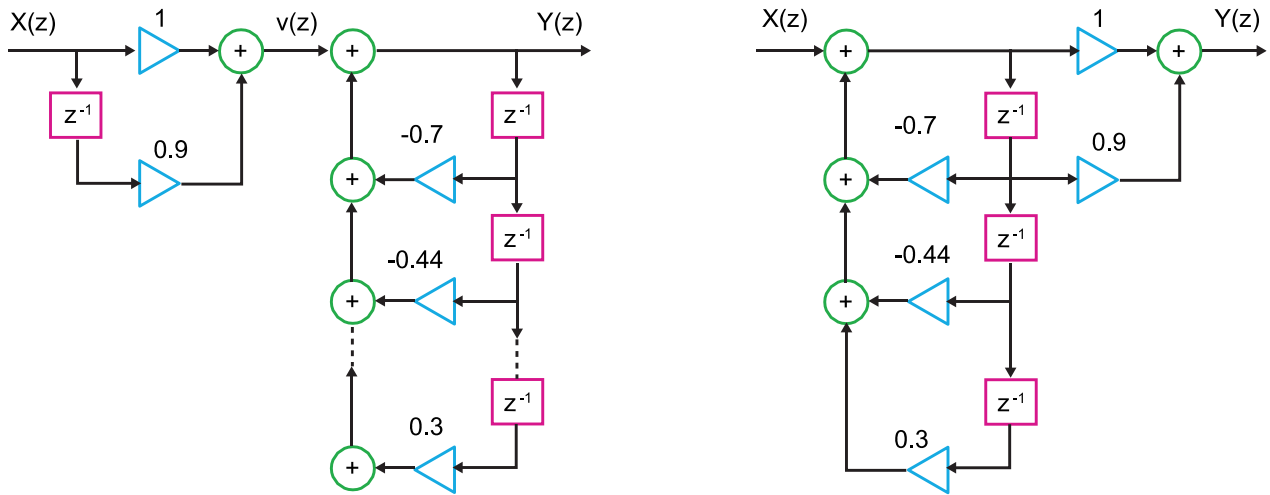 X(z)
1
v(z)
Y(z)
+
+
z⁻¹
0.9
z⁻¹
-0.7
+
z⁻¹
-0.44
+
z⁻¹
0.3
+
X(z)
1
Y(z)
+
+
z⁻¹
-0.7
0.9
+
z⁻¹
-0.44
+
z⁻¹
0.3